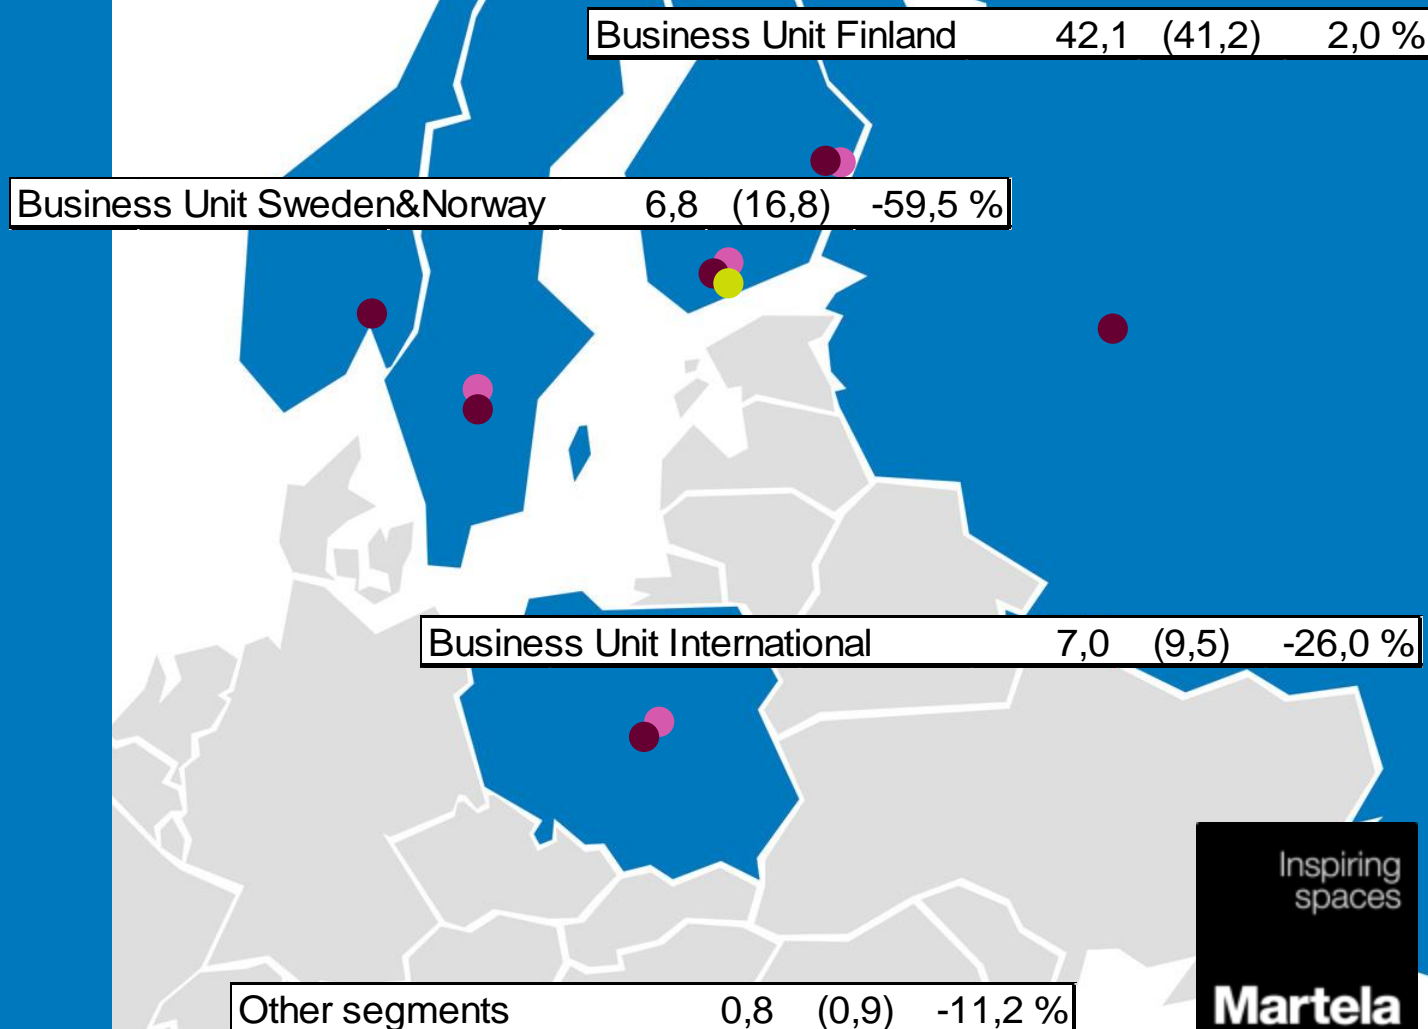 Business Unit Finland 42,1 (41,2) 2,0 %
Business Unit Sweden&Norway 6,8 (16,8) -59,5 %
Business Unit International 7,0 (9,5) -26,0 %
Inspiring
spaces
Martela
Other segments 0,8 (0,9) -11,2 %